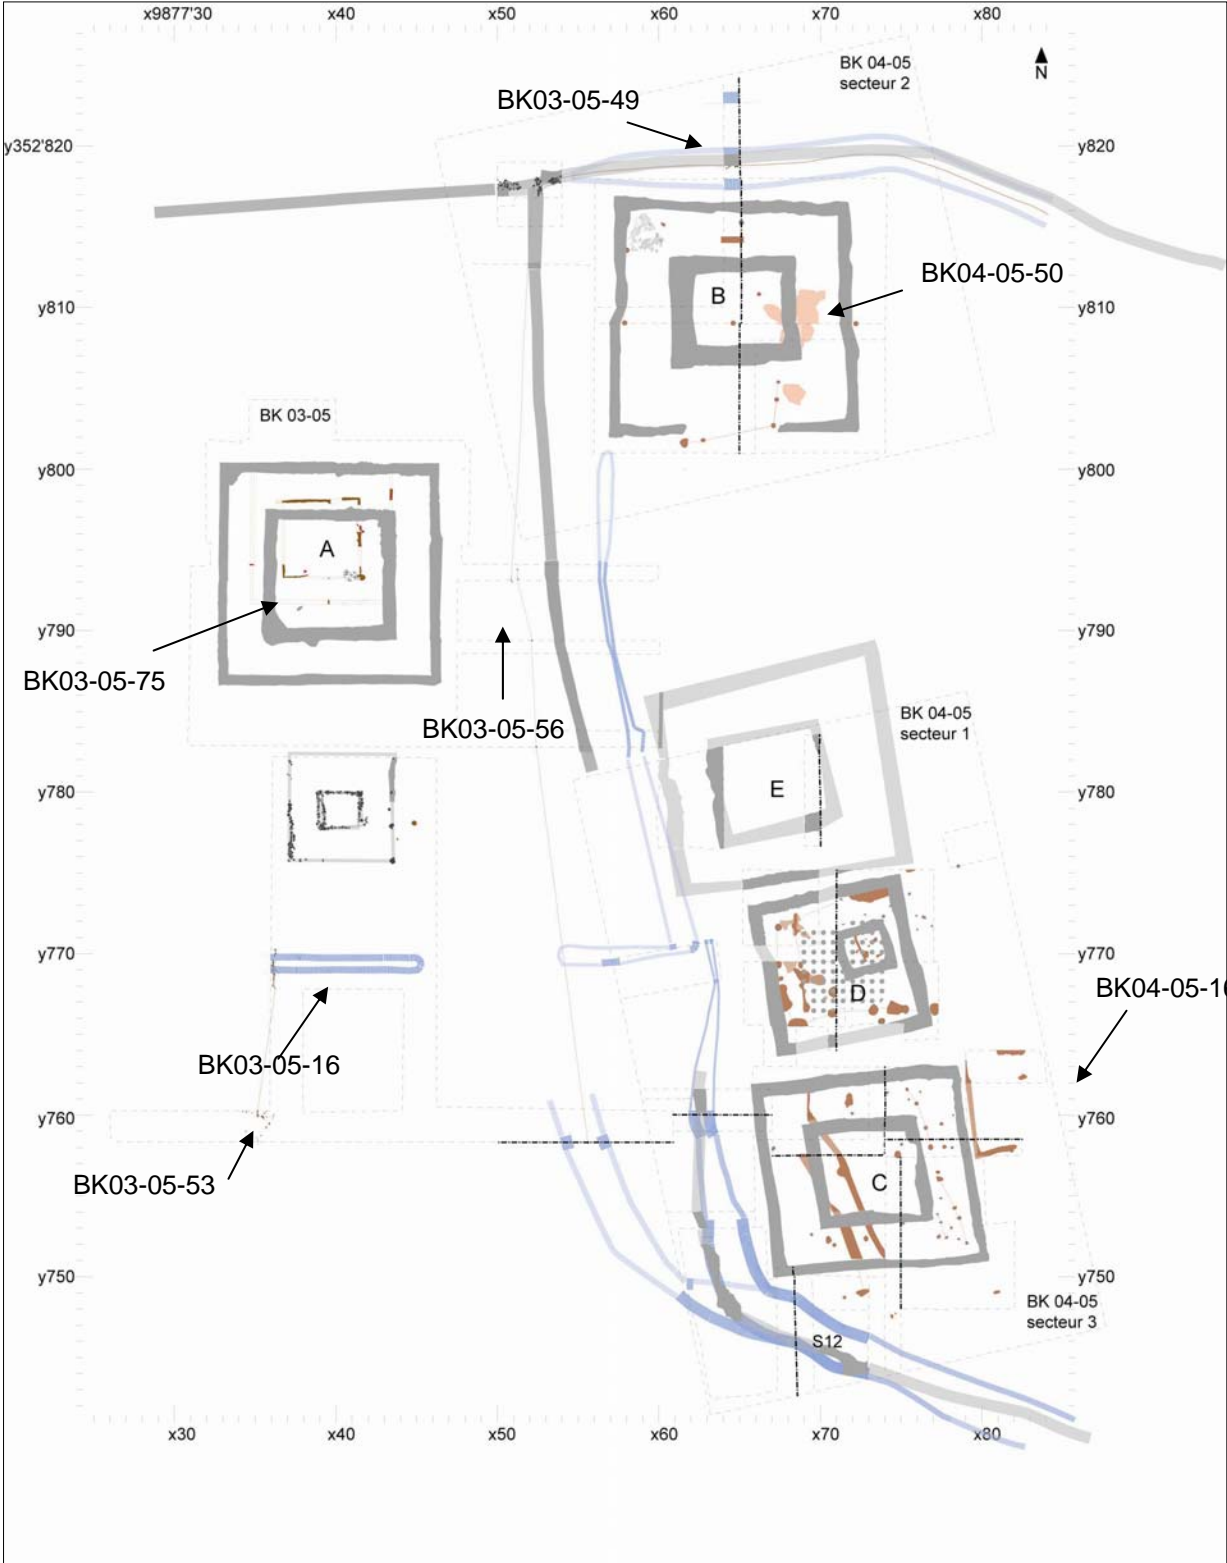 x9877'30 x40 x50 x60 x70 x80
BK 04-05
secteur 2
N
BK03-05-49
y352'820 y820
BK04-05-50
B
y810 y810
BK 03-05
y800 y800
A
y790 y790
BK03-05-75
BK03-05-56
BK 04-05
secteur 1
E
y780 y780
y770 y770
D
BK04-05-16
BK03-05-16
y760 y760
C
BK03-05-53
y750 y750
BK 04-05
secteur 3
S12
x30 x40 x50 x60 x70 x80